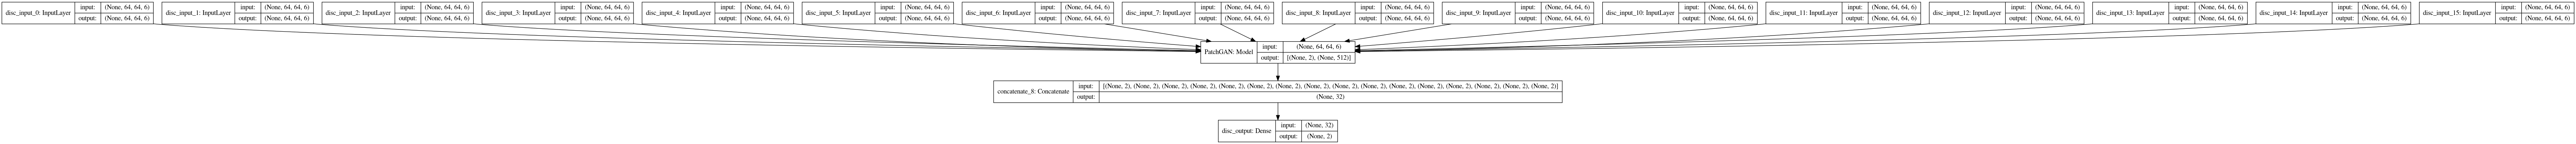 disc_input_0: InputLayer input: (None, 64, 64, 6) output: (None, 64, 64, 6)
disc_input_1: InputLayer input: (None, 64, 64, 6) output: (None, 64, 64, 6)
disc_input_2: InputLayer input: (None, 64, 64, 6) output: (None, 64, 64, 6)
disc_input_3: InputLayer input: (None, 64, 64, 6) output: (None, 64, 64, 6)
disc_input_4: InputLayer input: (None, 64, 64, 6) output: (None, 64, 64, 6)
disc_input_5: InputLayer input: (None, 64, 64, 6) output: (None, 64, 64, 6)
disc_input_6: InputLayer input: (None, 64, 64, 6) output: (None, 64, 64, 6)
disc_input_7: InputLayer input: (None, 64, 64, 6) output: (None, 64, 64, 6)
disc_input_8: InputLayer input: (None, 64, 64, 6) output: (None, 64, 64, 6)
disc_input_9: InputLayer input: (None, 64, 64, 6) output: (None, 64, 64, 6)
disc_input_10: InputLayer input: (None, 64, 64, 6) output: (None, 64, 64, 6)
disc_input_11: InputLayer input: (None, 64, 64, 6) output: (None, 64, 64, 6)
disc_input_12: InputLayer input: (None, 64, 64, 6) output: (None, 64, 64, 6)
disc_input_13: InputLayer input: (None, 64, 64, 6) output: (None, 64, 64, 6)
disc_input_14: InputLayer input: (None, 64, 64, 6) output: (None, 64, 64, 6)
disc_input_15: InputLayer input: (None, 64, 64, 6) output: (None, 64, 64, 6)
PatchGAN: Model input: (None, 64, 64, 6) output: [(None, 2), (None, 512)]
concatenate_8: Concatenate input: [(None, 2), (None, 2), (None, 2), (None, 2), (None, 2), (None, 2), (None, 2), (None, 2), (None, 2), (None, 2), (None, 2), (None, 2), (None, 2), (None, 2), (None, 2), (None, 2)] output: (None, 32)
disc_output: Dense input: (None, 32) output: (None, 2)